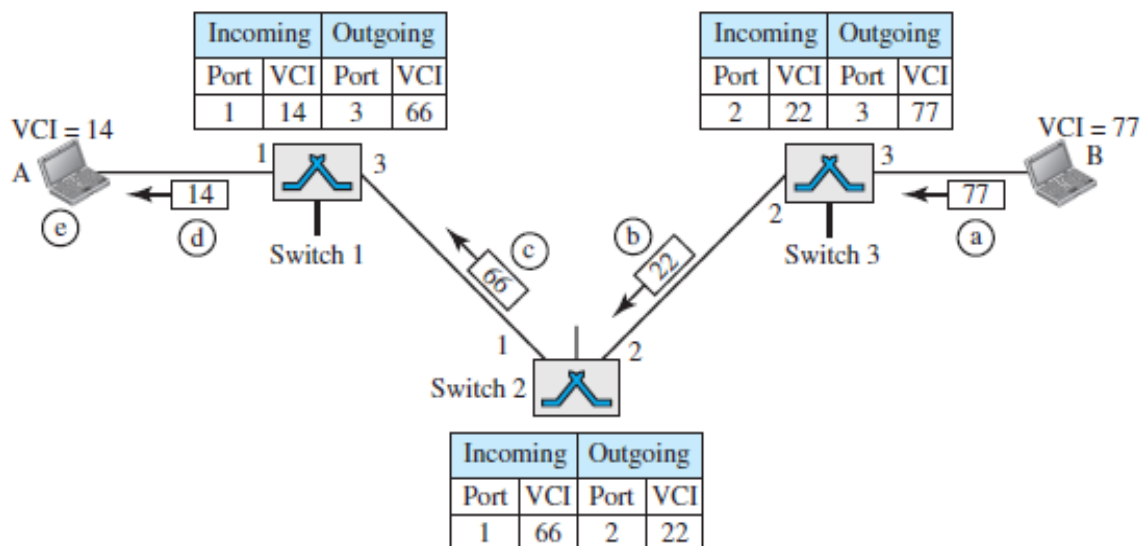 Incoming Outgoing
Port VCI Port VCI
1 14 3 66
Incoming Outgoing
Port VCI Port VCI
2 22 3 77
VCI = 14
A
e
14
d
1
3
Switch 1
c
66
b
22
2
3
Switch 3
77
a
VCI = 77
B
1
2
Switch 2
Incoming Outgoing
Port VCI Port VCI
1 66 2 22